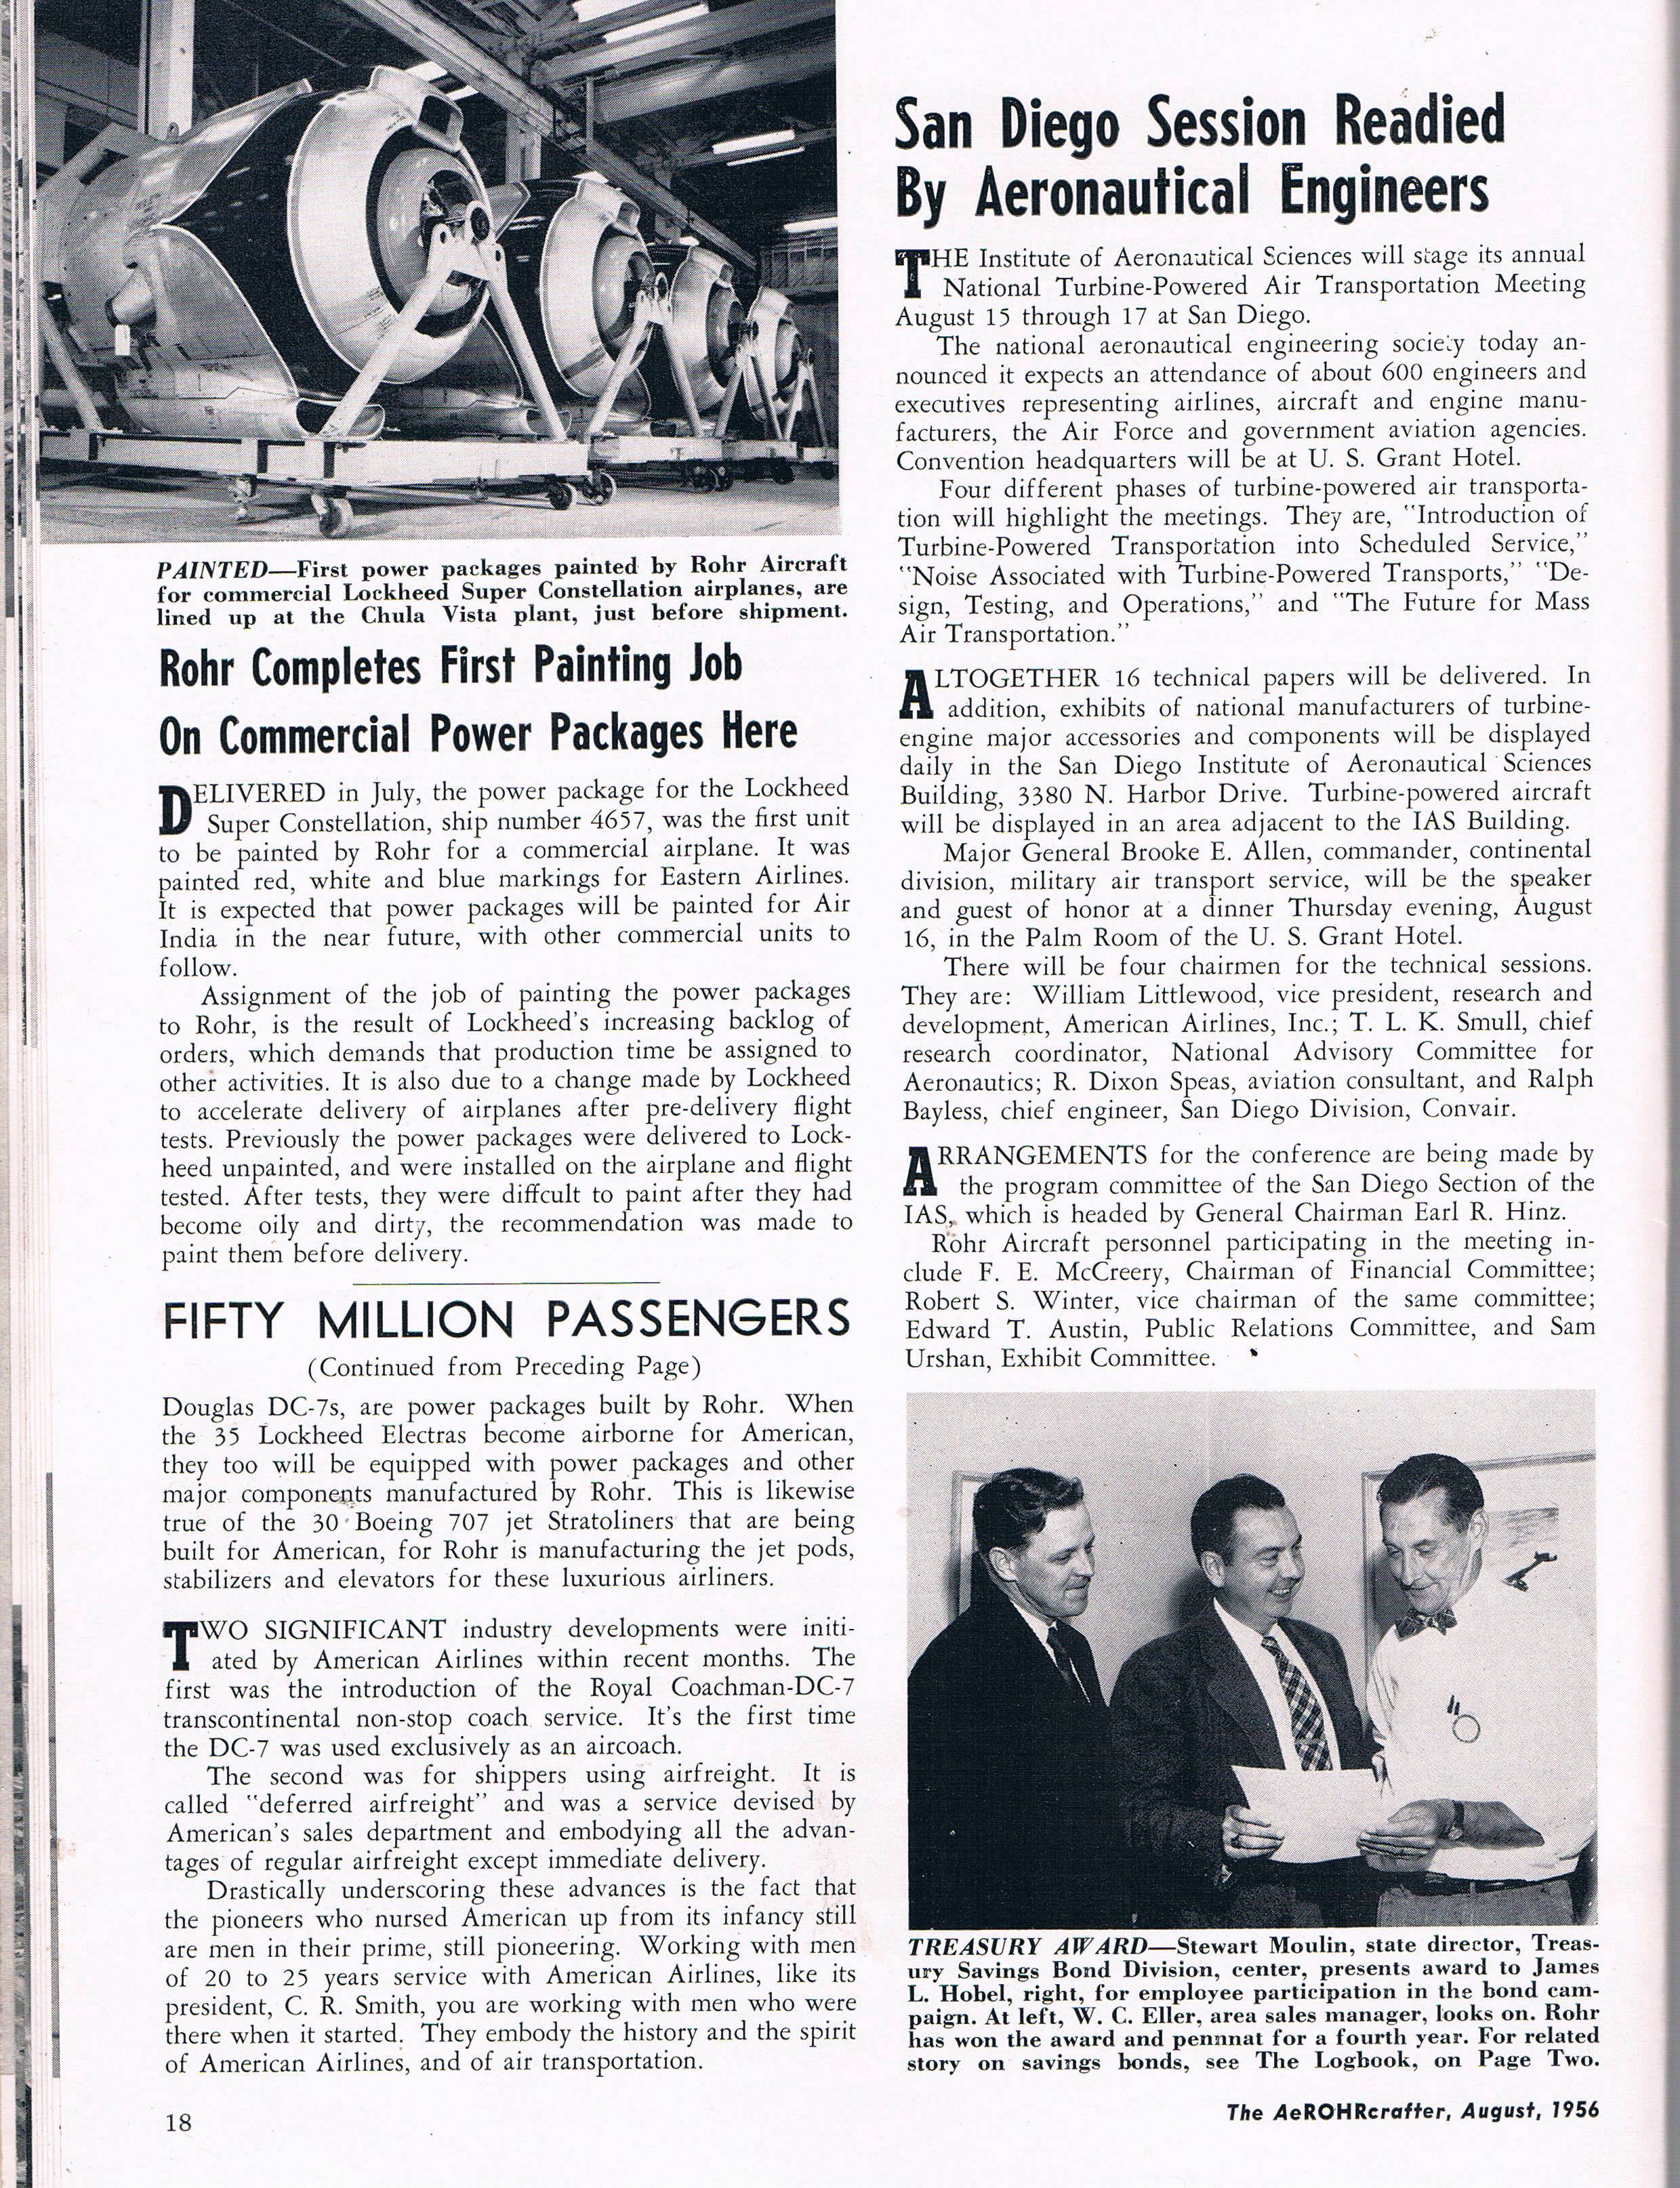 PAINTED—First power packages painted by Rohr Aircraft
for commercial Lockheed Super Constellation airplanes, are
lined up at the Chula Vista plant, just before shipment.
Rohr Completes First Painting Job
On Commercial Power Packages Here
DELIVERED in July, the power package for the Lockheed
Super Constellation, ship number 4657, was the first unit
to be painted by Rohr for a commercial airplane. It was
painted red, white and blue markings for Eastern Airlines.
It is expected that power packages will be painted for Air
India in the near future, with other commercial units to
follow.
Assignment of the job of painting the power packages
to Rohr, is the result of Lockheed's increasing backlog of
orders, which demands that production time be assigned to
other activities. It is also due to a change made by Lockheed
to accelerate delivery of airplanes after pre-delivery flight
tests. Previously the power packages were delivered to Lock-
heed unpainted, and were installed on the airplane and flight
tested. After tests, they were diffcult to paint after they had
become oily and dirty, the recommendation was made to
paint them before delivery.
FIFTY MILLION PASSENGERS
(Continued from Preceding Page)
Douglas DC-7s, are power packages built by Rohr. When
the 35 Lockheed Electras become airborne for American,
they too will be equipped with power packages and other
major components manufactured by Rohr. This is likewise
true of the 30 Boeing 707 jet Stratoliners that are being
built for American, for Rohr is manufacturing the jet pods,
stabilizers and elevators for these luxurious airliners.
TWO SIGNIFICANT industry developments were initi-
ated by American Airlines within recent months. The
first was the introduction of the Royal Coachman-DC-7
transcontinental non-stop coach service. It's the first time
the DC-7 was used exclusively as an aircoach.
The second was for shippers using airfreight. It is
called "deferred airfreight" and was a service devised by
American's sales department and embodying all the advan-
tages of regular airfreight except immediate delivery.
Drastically underscoring these advances is the fact that
the pioneers who nursed American up from its infancy still
are men in their prime, still pioneering. Working with men
of 20 to 25 years service with American Airlines, like its
president, C. R. Smith, you are working with men who were
there when it started. They embody the history and the spirit
of American Airlines, and of air transportation.
San Diego Session Readied
By Aeronautical Engineers
THE Institute of Aeronautical Sciences will stage its annual
National Turbine-Powered Air Transportation Meeting
August 15 through 17 at San Diego.
The national aeronautical engineering society today an-
nounced it expects an attendance of about 600 engineers and
executives representing airlines, aircraft and engine manu-
facturers, the Air Force and government aviation agencies.
Convention headquarters will be at U. S. Grant Hotel.
Four different phases of turbine-powered air transporta-
tion will highlight the meetings. They are, "Introduction of
Turbine-Powered Transportation into Scheduled Service,"
"Noise Associated with Turbine-Powered Transports," "De-
sign, Testing, and Operations," and "The Future for Mass
Air Transportation."
ALTOGETHER 16 technical papers will be delivered. In
addition, exhibits of national manufacturers of turbine-
engine major accessories and components will be displayed
daily in the San Diego Institute of Aeronautical Sciences
Building, 3380 N. Harbor Drive. Turbine-powered aircraft
will be displayed in an area adjacent to the IAS Building.
Major General Brooke E. Allen, commander, continental
division, military air transport service, will be the speaker
and guest of honor at a dinner Thursday evening, August
16, in the Palm Room of the U. S. Grant Hotel.
There will be four chairmen for the technical sessions.
They are: William Littlewood, vice president, research and
development, American Airlines, Inc.; T. L. K. Smull, chief
research coordinator, National Advisory Committee for
Aeronautics; R. Dixon Speas, aviation consultant, and Ralph
Bayless, chief engineer, San Diego Division, Convair.
ARRANGEMENTS for the conference are being made by
the program committee of the San Diego Section of the
IAS, which is headed by General Chairman Earl R. Hinz.
Rohr Aircraft personnel participating in the meeting in-
clude F. E. McCreery, Chairman of Financial Committee;
Robert S. Winter, vice chairman of the same committee;
Edward T. Austin, Public Relations Committee, and Sam
Urshan, Exhibit Committee.
TREASURY AWARD—Stewart Moulin, state director, Treas-
ury Savings Bond Division, center, presents award to James
L. Hobel, right, for employee participation in the bond cam-
paign. At left, W. C. Eller, area sales manager, looks on. Rohr
has won the award and pennnat for a fourth year. For related
story on savings bonds, see The Logbook, on Page Two.
18
The AeROHRcrafter, August, 1956